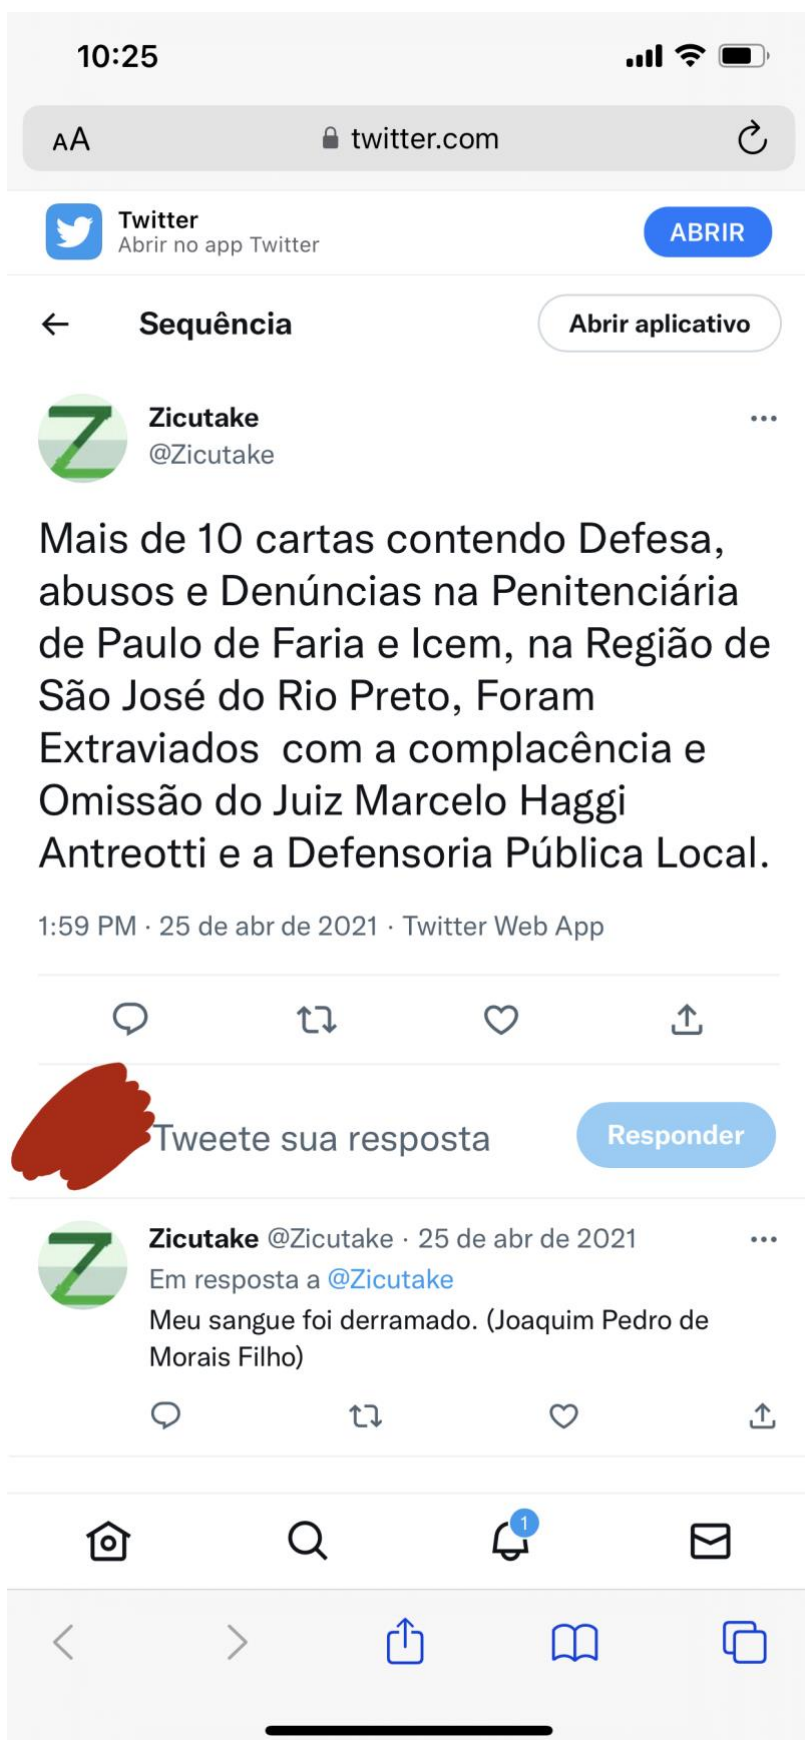 10:25
AA twitter.com
Twitter
Abrir no app Twitter
ABRIR
Sequência
Abrir aplicativo
Zicutake
@Zicutake
Mais de 10 cartas contendo Defesa,
abusos e Denúncias na Penitenciária
de Paulo de Faria e Icem, na Região de
São José do Rio Preto, Foram
Extraviados  com a complacência e
Omissão do Juiz Marcelo Haggi
Antreotti e a Defensoria Pública Local.
1:59 PM · 25 de abr de 2021 · Twitter Web App
Tweete sua resposta
Responder
Zicutake @Zicutake · 25 de abr de 2021
Em resposta a @Zicutake
Meu sangue foi derramado. (Joaquim Pedro de
Morais Filho)
1